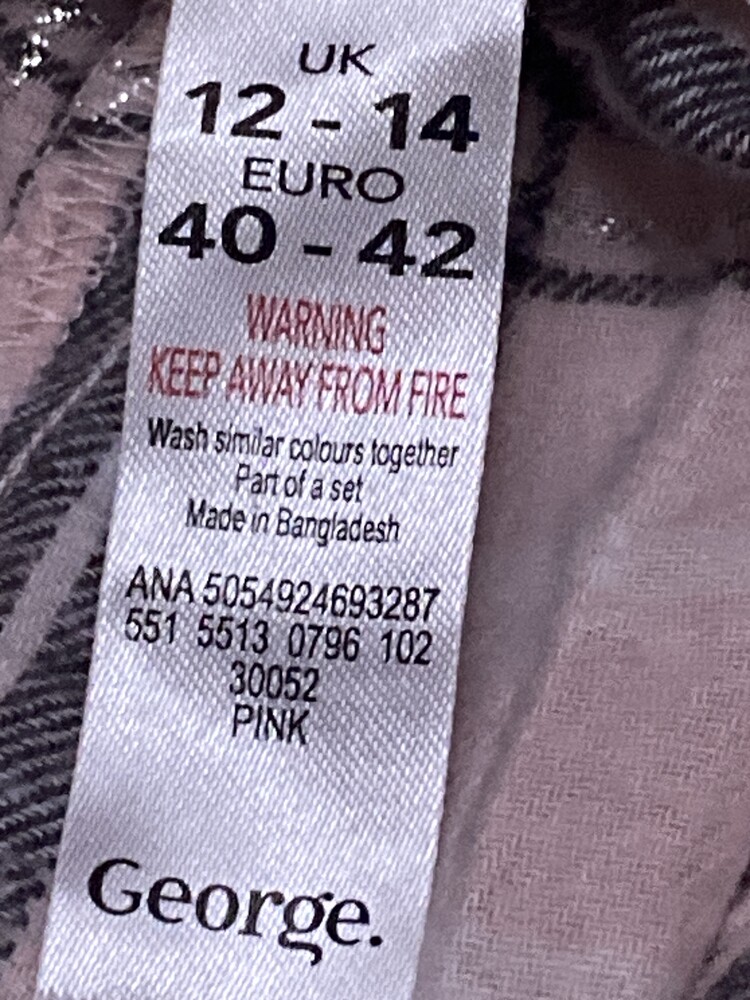 UK
12 - 14
EURO
40 - 42
WARNING
KEEP AWAY FROM FIRE
Wash similar colours together
Part of a set
Made in Bangladesh
ANA 5054924693287
551 5513 0796 102
30052
PINK
George.